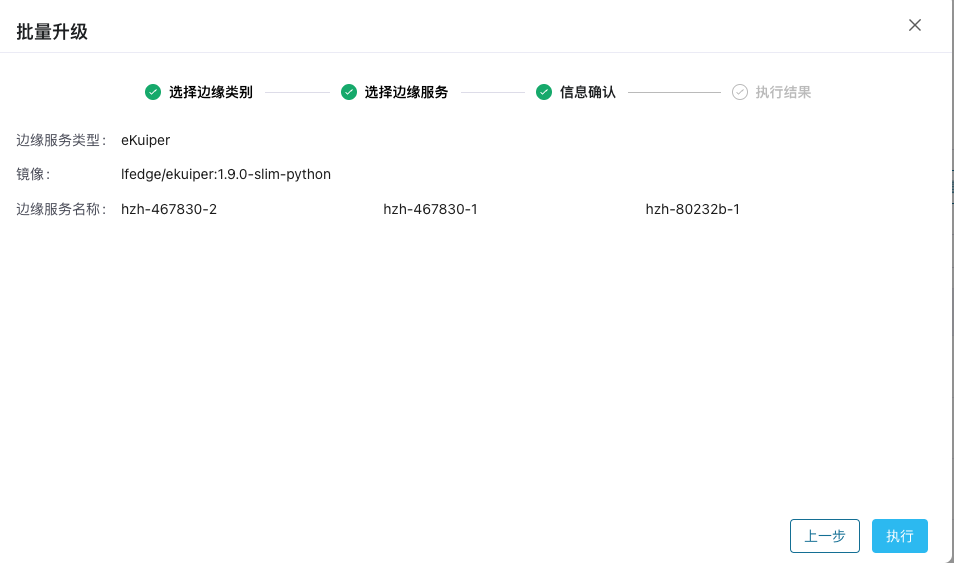 批量升级
选择边缘类别 选择边缘服务 信息确认 执行结果
边缘服务类型： eKuiper
镜像： lfedge/ekuiper:1.9.0-slim-python
边缘服务名称： hzh-467830-2 hzh-467830-1 hzh-80232b-1
上一步 执行